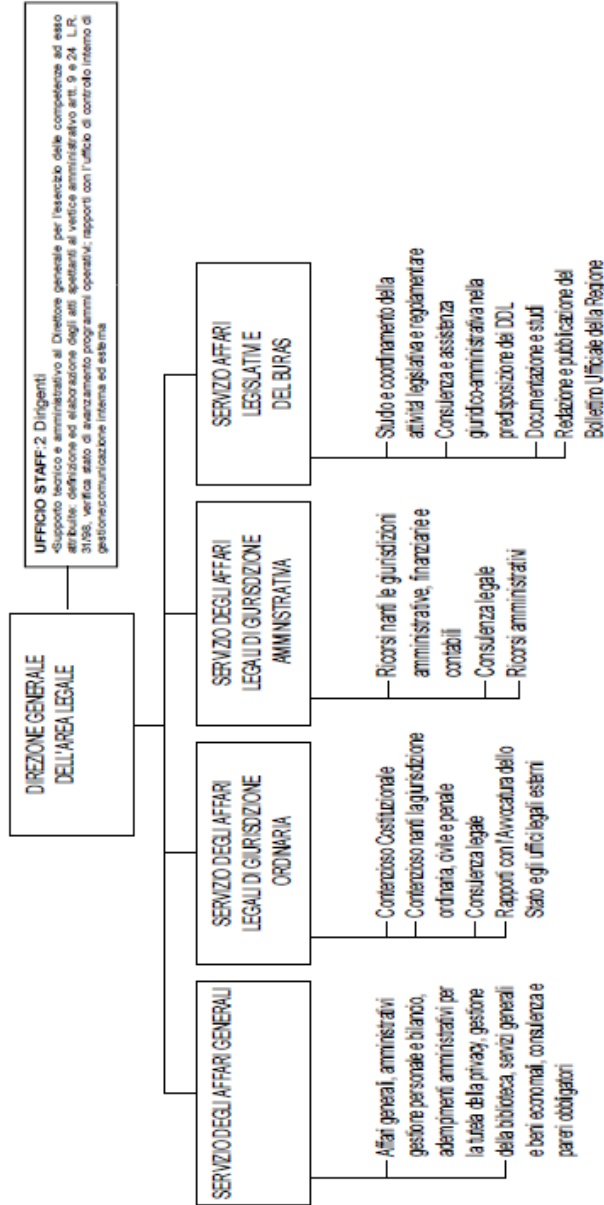 UFFICIO STAFF:2 Dirigenti
•Supporto tecnico e amministrativo al Direttore generale per l'esercizio delle competenze ad esso
attribuite: definizione ed elaborazione degli atti spettanti al vertice amministrativo artt. 9 e 24 L.R.
31/98, verifica stato di avanzamento programmi operativi; rapporti con l'ufficio di controllo interno di
gestione;comunicazione interna ed esterna
DIREZIONE GENERALE
DELL'AREA LEGALE
SERVIZIO DEGLI AFFARI GENERALI
Affari generali, amministrativi
gestione personale e bilancio,
adempimenti amministrativi per
la tutela della privacy, gestione
della biblioteca, servizi generali
e beni economali, consulenza e
pareri obbligatori
SERVIZIO DEGLI AFFARI
LEGALI DI GIURISDIZIONE
ORDINARIA
Contenzioso Costituzionale
Contenzioso nanti la giurisdizione
ordinaria, civile e penale
Consulenza legale
Rapporti con l'Avvocatura dello
Stato e gli uffici legali esterni
SERVIZIO DEGLI AFFARI
LEGALI DI GIURISDIZIONE
AMMINISTRATIVA
Ricorsi nanti le giurisdizioni
amministrative, finanziarie e
contabili
Consulenza legale
Ricorsi amministrativi
SERVIZIO AFFARI
LEGISLATIVI E
DEL BURAS
Studio e coordinamento della
attività legislativa e regolamentare
Consulenza e assistenza
giuridico-amministrativa nella
predisposizione dei DDL
Documentazione e studi
Redazione e pubblicazione del
Bollettino Ufficiale della Regione